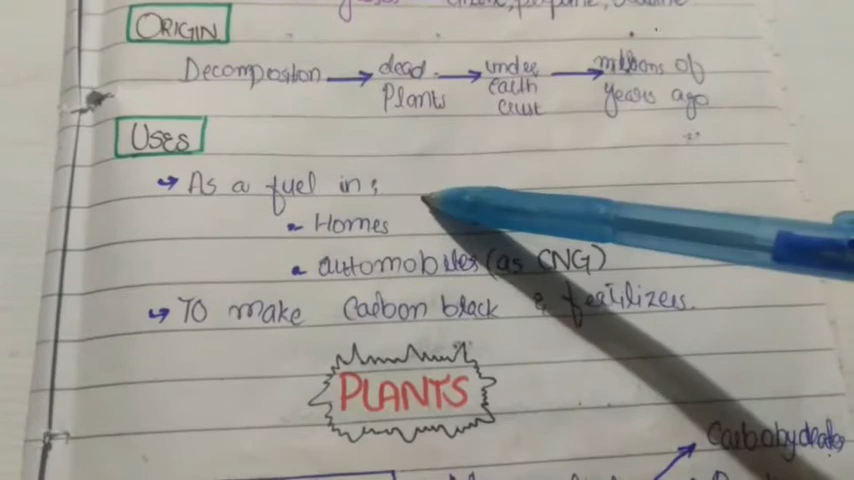 ORIGIN
Decomposition → dead Plants → under Earth Crust → millions of years ago
USES
↪ As a fuel in:
- Homes
- automobiles (as CNG)
↪ To make Carbon black & fertilizers.
PLANTS
Carbohydrates